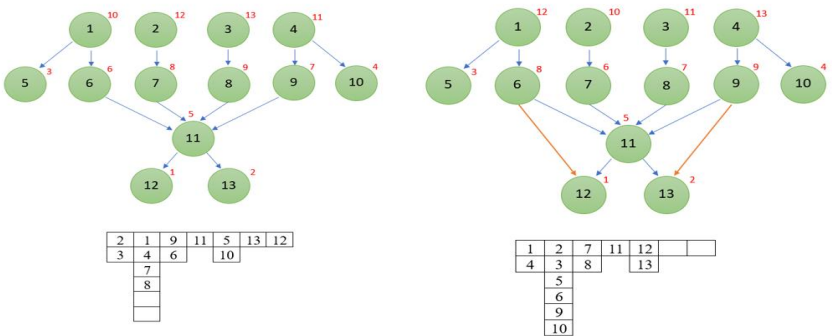 10 12 13 11
1 2 3 4
3 6 8 9 7 4
5 6 7 8 9 10
5
11
1 2
12 13
2 1 9 11 5 13 12
3 4 6 10
7
8
12 10 11 13
1 2 3 4
3 8 6 7 9 4
5 6 7 8 9 10
5
11
1 2
12 13
1 2 7 11 12
4 3 8 13
5
6
9
10